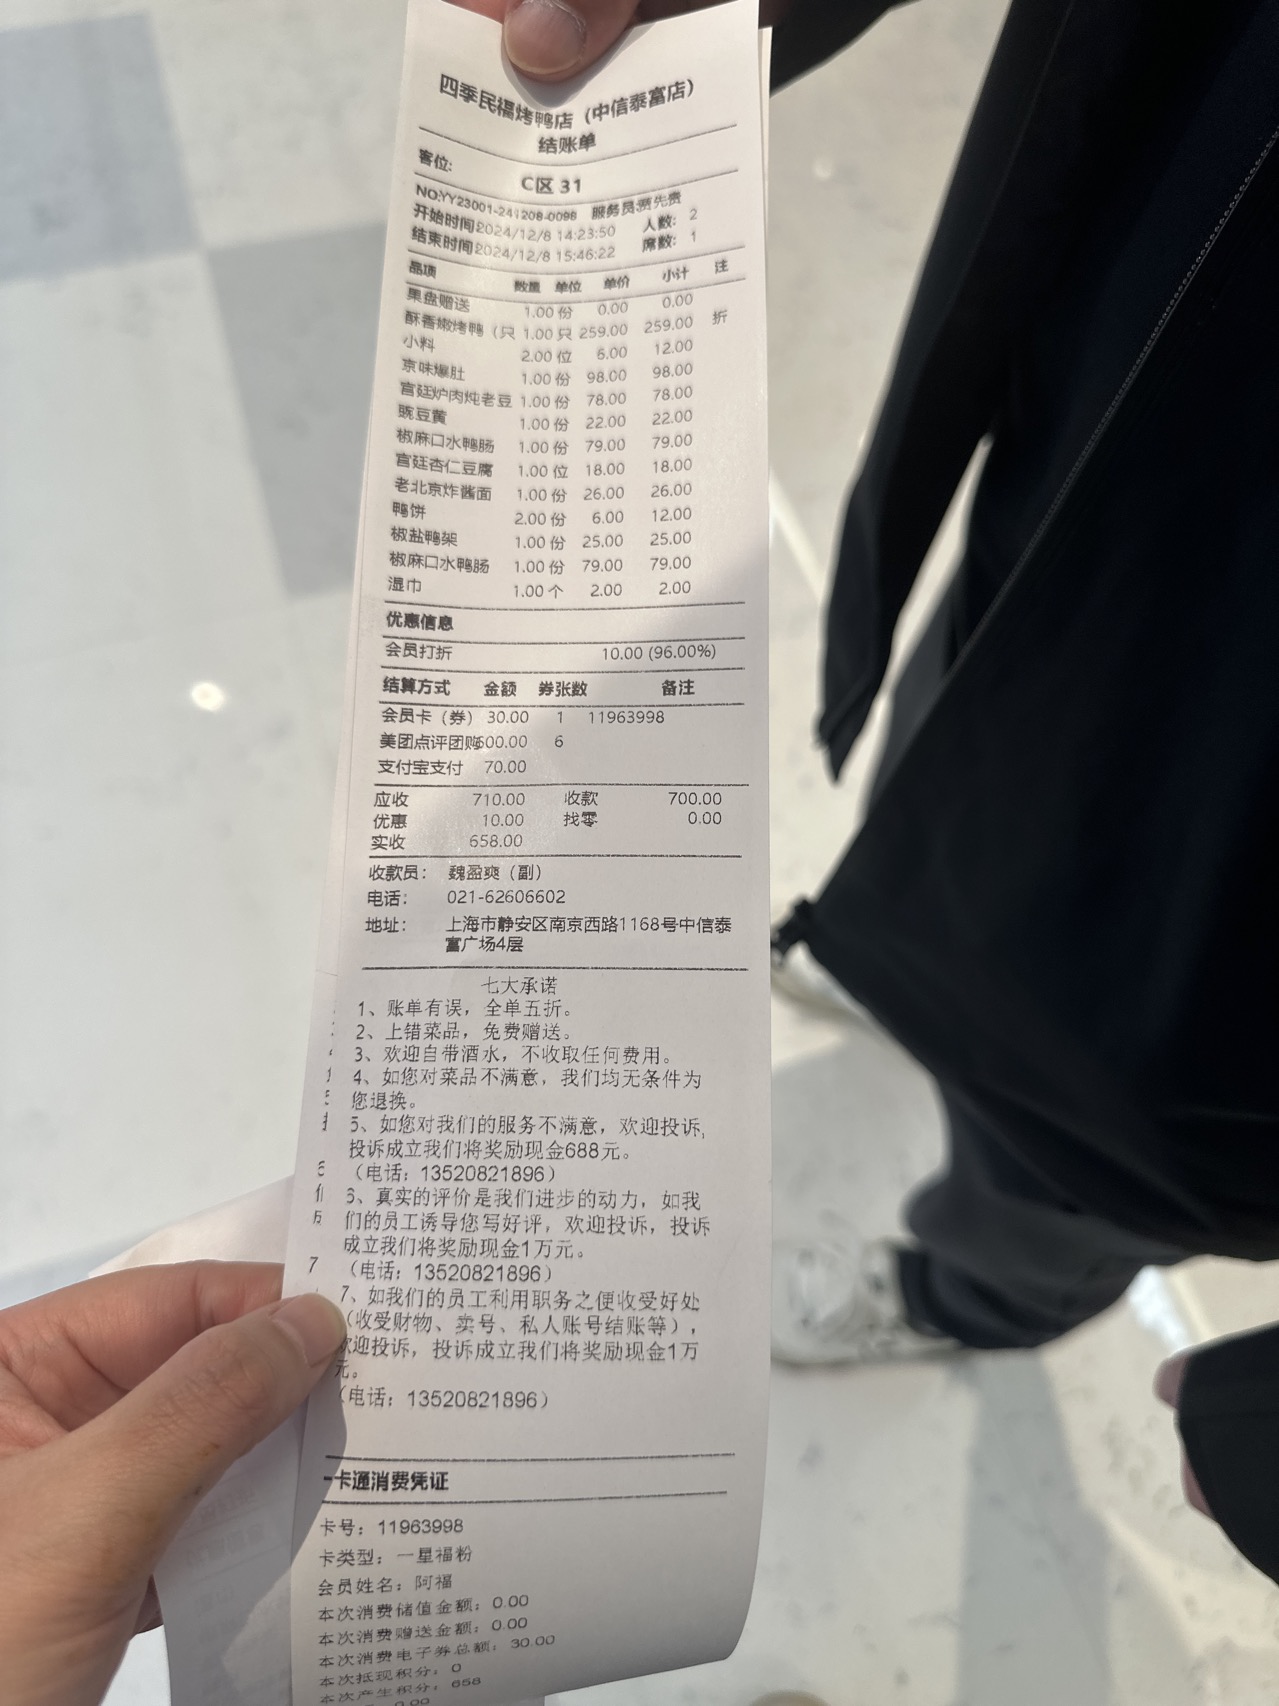 四季民福烤鸭店（中信泰富店）
结账单
客位:
C区 31
NO:YY23001-241208-0098 服务员:贾先贵
开始时间:2024/12/8 14:23:50 人数: 2
结束时间:2024/12/8 15:46:22 席数: 1
品项 数量 单位 单价 小计 注
果盘赠送 1.00 份 0.00 0.00
酥香嫩烤鸭（只 1.00 只 259.00 259.00 折
小料 2.00 位 6.00 12.00
京味爆肚 1.00 份 98.00 98.00
宫廷炉肉炖老豆 1.00 份 78.00 78.00
豌豆黄 1.00 份 22.00 22.00
椒麻口水鸭肠 1.00 份 79.00 79.00
宫廷杏仁豆腐 1.00 位 18.00 18.00
老北京炸酱面 1.00 份 26.00 26.00
鸭饼 2.00 份 6.00 12.00
椒盐鸭架 1.00 份 25.00 25.00
椒麻口水鸭肠 1.00 份 79.00 79.00
湿巾 1.00 个 2.00 2.00
优惠信息
会员打折 10.00 (96.00%)
结算方式 金额 券张数 备注
会员卡（券） 30.00 1 11963998
美团点评团购600.00 6
支付宝支付 70.00
应收 710.00 收款 700.00
优惠 10.00 找零 0.00
实收 658.00
收款员: 魏盈爽（副）
电话: 021-62606602
地址: 上海市静安区南京西路1168号中信泰
富广场4层
七大承诺
1、账单有误，全单五折。
2、上错菜品，免费赠送。
3、欢迎自带酒水，不收取任何费用。
4、如您对菜品不满意，我们均无条件为
您退换。
5、如您对我们的服务不满意，欢迎投诉,
投诉成立我们将奖励现金688元。
（电话：13520821896）
6、真实的评价是我们进步的动力，如我
们的员工诱导您写好评，欢迎投诉，投诉
成立我们将奖励现金1万元。
（电话：13520821896）
7、如我们的员工利用职务之便收受好处
（收受财物、卖号、私人账号结账等），
欢迎投诉，投诉成立我们将奖励现金1万
元。
（电话：13520821896）
一卡通消费凭证
卡号：11963998
卡类型：一星福粉
会员姓名：阿福
本次消费储值金额：0.00
本次消费赠送金额：0.00
本次消费电子券总额：30.00
本次抵现积分：0
本次产生积分：658
0.00